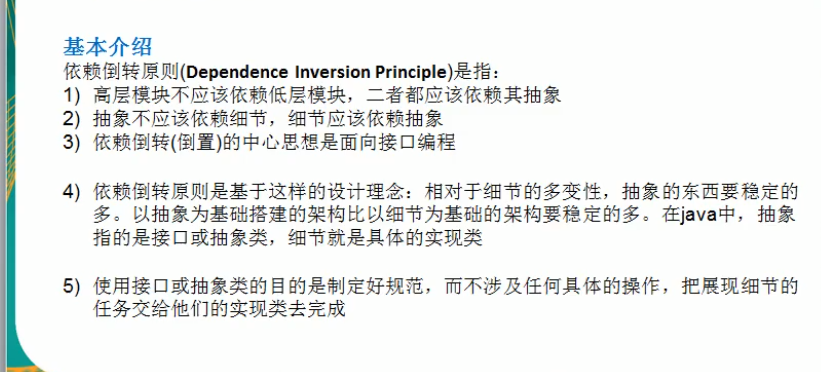 基本介绍
依赖倒转原则(Dependence Inversion Principle)是指：
1) 高层模块不应该依赖低层模块，二者都应该依赖其抽象
2) 抽象不应该依赖细节，细节应该依赖抽象
3) 依赖倒转(倒置)的中心思想是面向接口编程
4) 依赖倒转原则是基于这样的设计理念：相对于细节的多变性，抽象的东西要稳定的
多。以抽象为基础搭建的架构比以细节为基础的架构要稳定的多。在java中，抽象
指的是接口或抽象类，细节就是具体的实现类
5) 使用接口或抽象类的目的是制定好规范，而不涉及任何具体的操作，把展现细节的
任务交给他们的实现类去完成